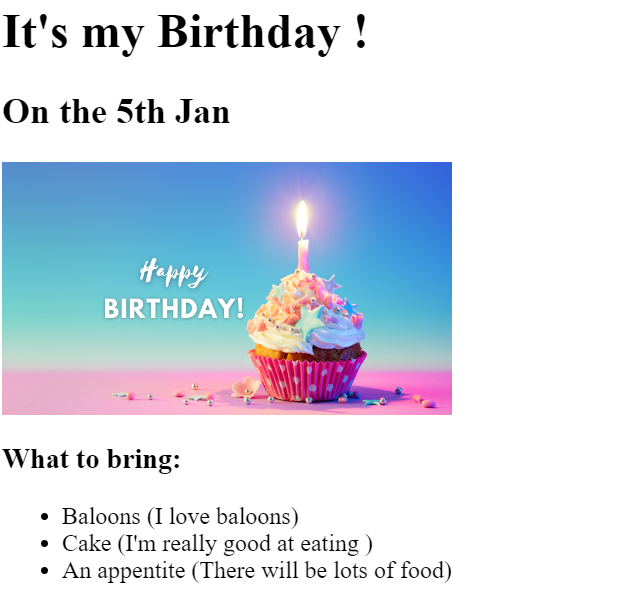 It's my Birthday !
On the 5th Jan
Happy
BIRTHDAY!
What to bring:
• Baloons (I love baloons)
• Cake (I'm really good at eating )
• An appentite (There will be lots of food)